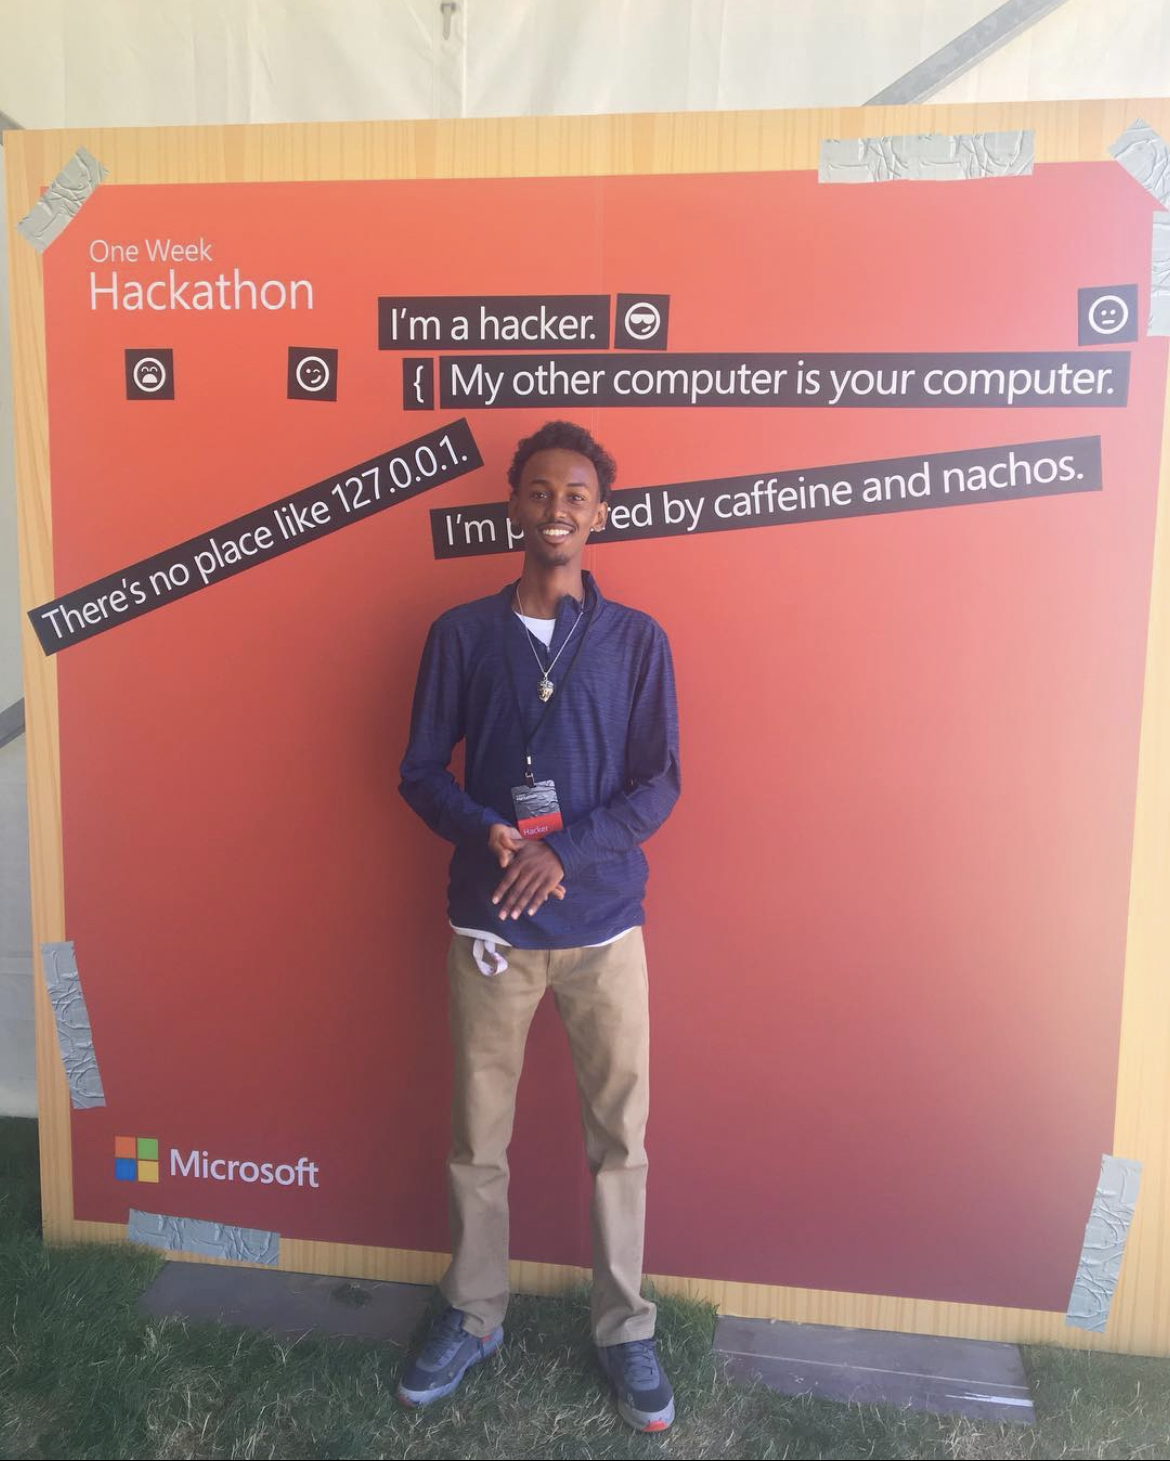 One Week
Hackathon
I'm a hacker.
{ My other computer is your computer.
There's no place like 127.0.0.1.
I'm by caffeine and nachos.
Hacker
Microsoft